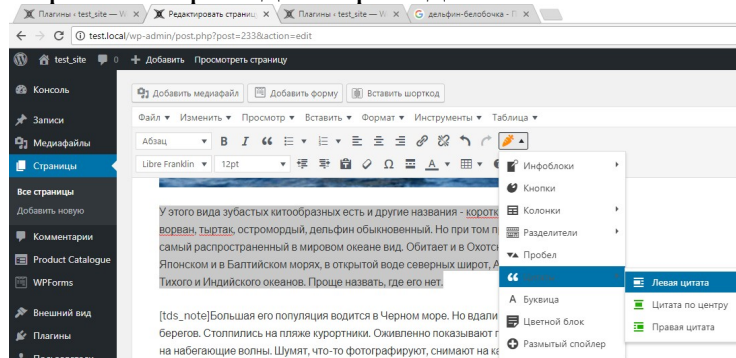 Плагины ‹ test_site — W
Редактировать страниц
Плагины ‹ test_site — W
дельфин-белобочка - П
test.local/wp-admin/post.php?post=233&action=edit
test_site 0 Добавить Просмотреть страницу
Консоль
Записи
Медиафайлы
Страницы
Все страницы
Добавить новую
Комментарии
Product Catalogue
WPForms
Внешний вид
Плагины
Добавить медиафайл Добавить форму Вставить шорткод
Файл Изменить Просмотр Вставить Формат Инструменты Таблица
Абзац B I
Libre Franklin 12pt Ω A
У этого вида зубастых китообразных есть и другие названия -
ворван, тыртак, остромордый, дельфин обыкновенный. Но при том
самый распространенный в мировом океане вид. Обитает и в
Японском и в Балтийском морях, в открытой воде северных широт,
Тихого и Индийского океанов. Проще назвать, где его нет.
[tds_note]Большая его популяция водится в Черном море. Но вдали
берегов. Столпились на пляже курортники. Оживленно показывают
на набегающие волны. Шумят, что-то фотографируют, снимают на
Инфоблоки
Кнопки
Колонки
Разделители
Пробел
Буквица
Цветной блок
Размытый спойлер
Левая цитата
Цитата по центру
Правая цитата